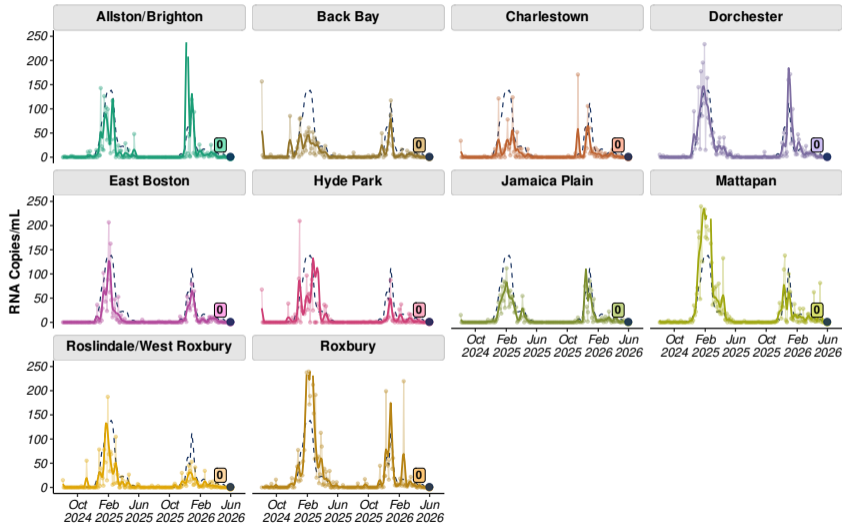 Allston/Brighton Back Bay Charlestown Dorchester
250
200
150
100
50
0
0 0 0 0
East Boston Hyde Park Jamaica Plain Mattapan
RNA Copies/mL
250
200
150
100
50
0
0 0 0 0
Oct Feb Jun Oct Feb Jun Oct Feb Jun Oct Feb Jun
2024 2025 2025 2025 2026 2026 2024 2025 2025 2025 2026 2026
Roslindale/West Roxbury Roxbury
250
200
150
100
50
0
0 0
Oct Feb Jun Oct Feb Jun Oct Feb Jun Oct Feb Jun
2024 2025 2025 2025 2026 2026 2024 2025 2025 2025 2026 2026